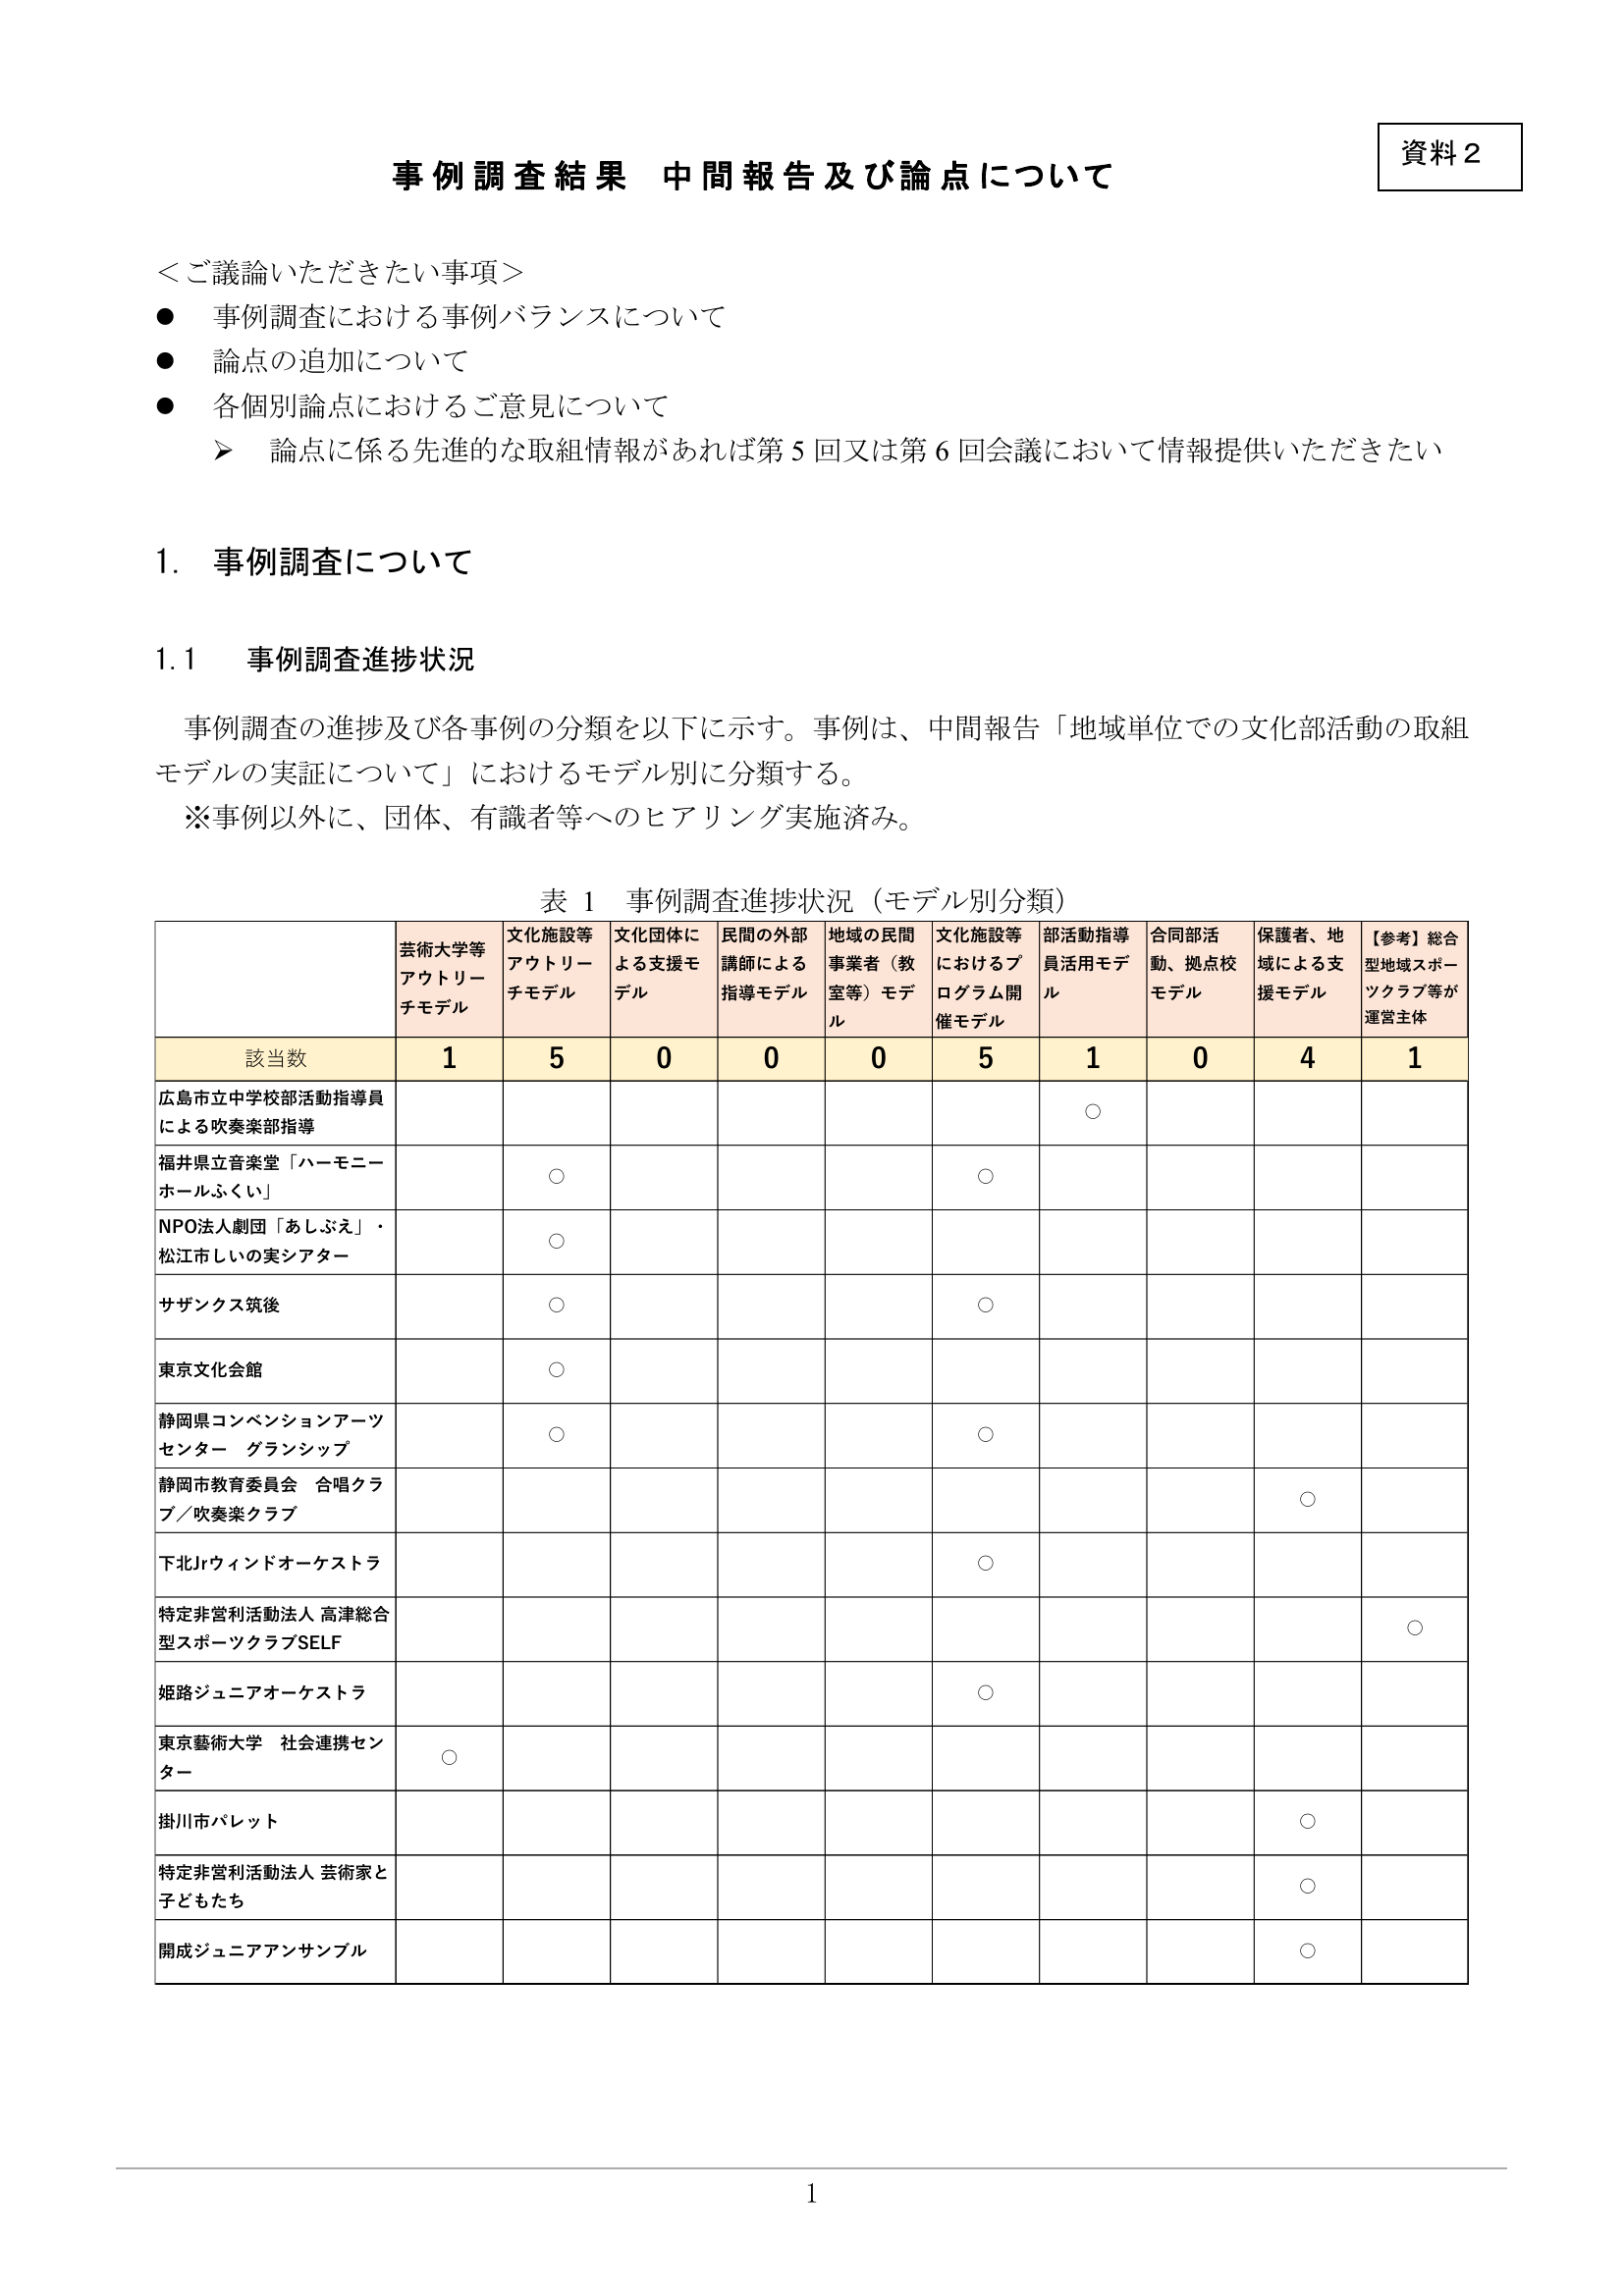 資料２
事例調査結果　中間報告及び論点について
＜ご議論いただきたい事項＞
● 事例調査における事例バランスについて
● 論点の追加について
● 各個別論点におけるご意見について
➢ 論点に係る先進的な取組情報があれば第 5 回又は第 6 回会議において情報提供いただきたい
1. 事例調査について
1.1 事例調査進捗状況
事例調査の進捗及び各事例の分類を以下に示す。事例は、中間報告「地域単位での文化部活動の取組
モデルの実証について」におけるモデル別に分類する。
※事例以外に、団体、有識者等へのヒアリング実施済み。
表 1　事例調査進捗状況（モデル別分類）
芸術大学等
アウトリー
チモデル
文化施設等
アウトリー
チモデル
文化団体に
よる支援モ
デル
民間の外部
講師による
指導モデル
地域の民間
事業者（教
室等）モデ
ル
文化施設等
におけるプ
ログラム開
催モデル
部活動指導
員活用モデ
ル
合同部活
動、拠点校
モデル
保護者、地
域による支
援モデル
【参考】総合
型地域スポー
ツクラブ等が
運営主体
該当数 1 5 0 0 0 5 1 0 4 1
広島市立中学校部活動指導員
による吹奏楽部指導
○
福井県立音楽堂「ハーモニー
ホールふくい」
○ ○
NPO法人劇団「あしぶえ」・
松江市しいの実シアター
○
サザンクス筑後 ○ ○
東京文化会館 ○
静岡県コンベンションアーツ
センター　グランシップ
○ ○
静岡市教育委員会　合唱クラ
ブ／吹奏楽クラブ
○
下北Jrウィンドオーケストラ ○
特定非営利活動法人 高津総合
型スポーツクラブSELF
○
姫路ジュニアオーケストラ ○
東京藝術大学　社会連携セン
ター
○
掛川市パレット ○
特定非営利活動法人 芸術家と
子どもたち
○
開成ジュニアアンサンブル ○
1